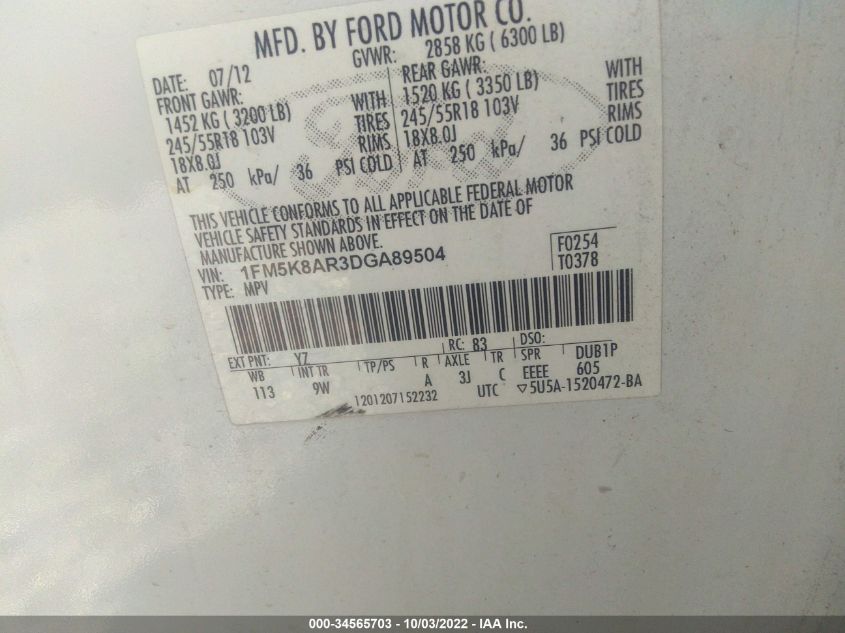 MFD. BY FORD MOTOR CO.
DATE: 07/12 GVWR: 2858 KG ( 6300 LB)
FRONT GAWR: REAR GAWR:
1452 KG ( 3200 LB) WITH 1520 KG ( 3350 LB) WITH
245/55R18 103V TIRES 245/55R18 103V TIRES
18X8.0J RIMS 18X8.0J RIMS
AT 250 kPa/ 36 PSI COLD AT 250 kPa/ 36 PSI COLD
THIS VEHICLE CONFORMS TO ALL APPLICABLE FEDERAL MOTOR
VEHICLE SAFETY STANDARDS IN EFFECT ON THE DATE OF
MANUFACTURE SHOWN ABOVE.
VIN: 1FM5K8AR3DGA89504 F0254
TYPE: MPV T0378
EXT PNT: YZ RC: 83 DSO:
WB INT TR TP/PS R AXLE TR SPR DUB1P
113 9W A 3J C EEEE 605
1201207152232 UTC ▽5U5A-1520472-BA
000-34565703 - 10/03/2022 - IAA Inc.